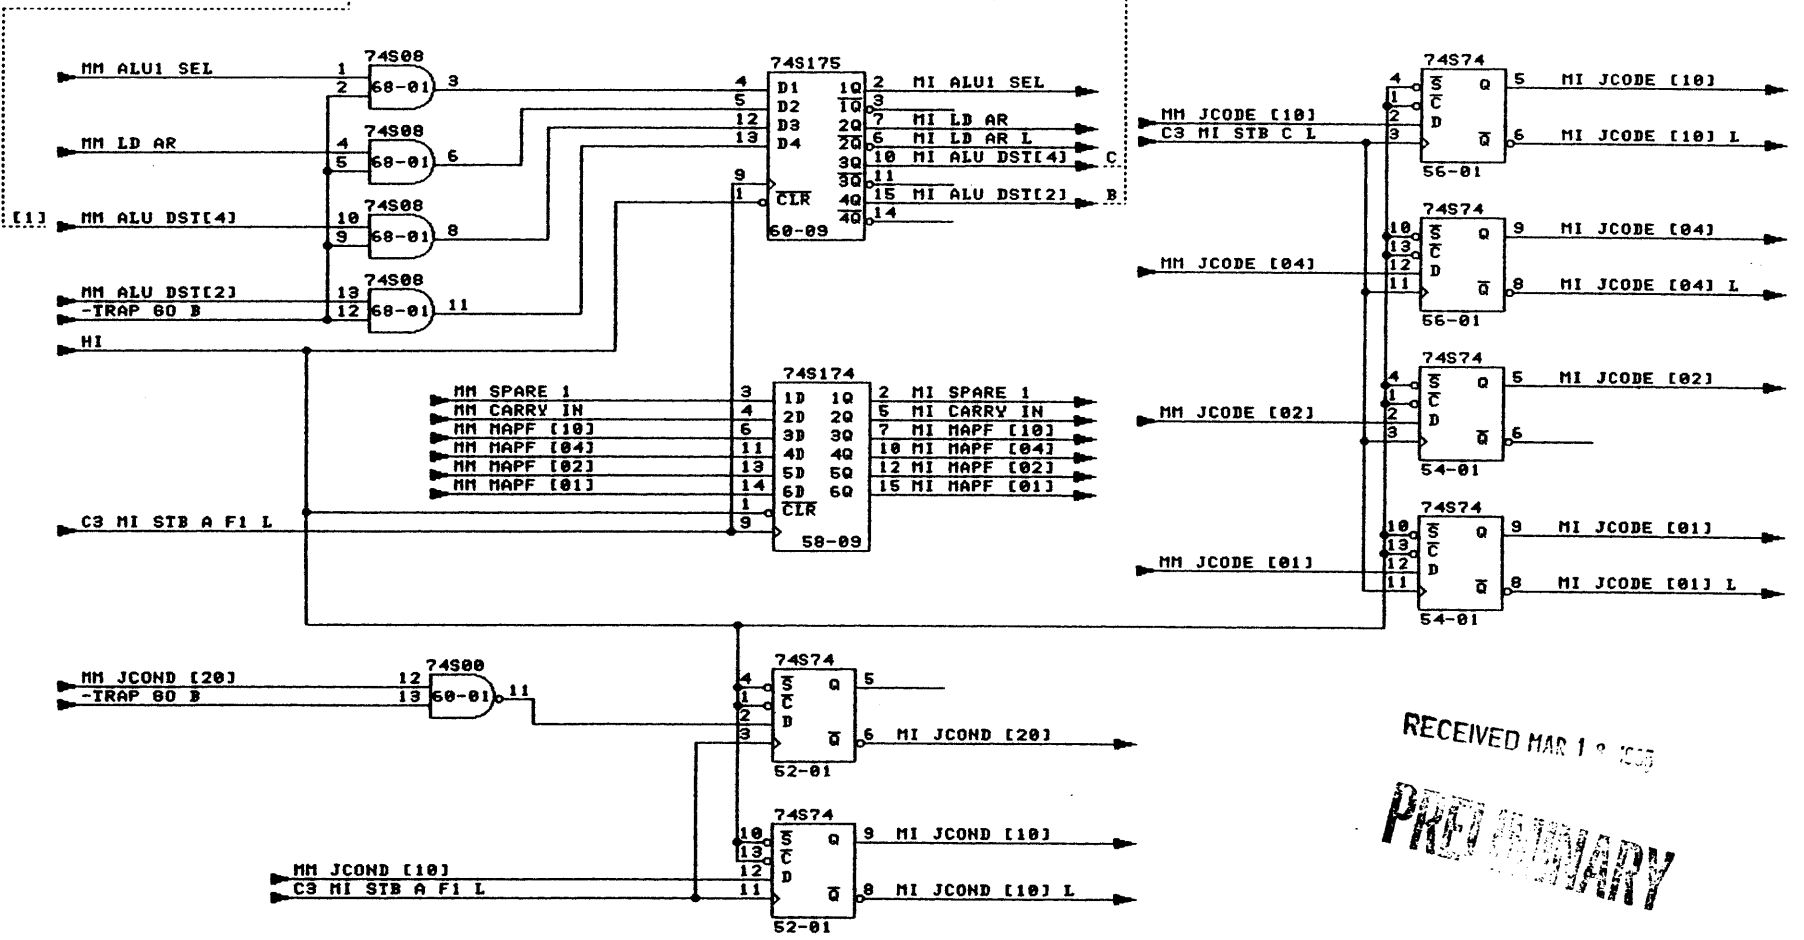 74S08
MM ALU1 SEL 1 2 68-01 3
74S08
MM LD AR 4 5 68-01 6
74S08
[1] MM ALU DST[4] 10 9 68-01 8
74S08
MM ALU DST[2] 13
-TRAP GO B 12 68-01 11
HI
74S175
4 D1 1Q 2 MI ALU1 SEL
5 D2 1Q 3
12 D3 2Q 7 MI LD AR
13 D4 2Q 6 MI LD AR L
3Q 10 MI ALU DST[4] C
9 3Q 11
1 CLR 4Q 15 MI ALU DST[2] B
4Q 14
60-09
74S174
MM SPARE 1 3 1D 1Q 2 MI SPARE 1
MM CARRY IN 4 2D 2Q 5 MI CARRY IN
MM MAPF [10] 6 3D 3Q 7 MI MAPF [10]
MM MAPF [04] 11 4D 4Q 10 MI MAPF [04]
MM MAPF [02] 13 5D 5Q 12 MI MAPF [02]
MM MAPF [01] 14 6D 6Q 15 MI MAPF [01]
1 CLR
C3 MI STB A F1 L 9
58-09
74S00
MM JCOND [20] 12
-TRAP GO B 13 60-01 11
74S74
4 S Q 5
1 C
2 D
3 Q 6 MI JCOND [20]
52-01
74S74
10 S Q 9 MI JCOND [10]
13 C
MM JCOND [10] 12 D
C3 MI STB A F1 L 11 Q 8 MI JCOND [10] L
52-01
74S74
4 S Q 5 MI JCODE [10]
1 C
MM JCODE [10] 2 D
C3 MI STB C L 3 Q 6 MI JCODE [10] L
56-01
74S74
10 S Q 9 MI JCODE [04]
13 C
MM JCODE [04] 12 D
11 Q 8 MI JCODE [04] L
56-01
74S74
4 S Q 5 MI JCODE [02]
1 C
MM JCODE [02] 2 D
3 Q 6
54-01
74S74
10 S Q 9 MI JCODE [01]
13 C
MM JCODE [01] 12 D
11 Q 8 MI JCODE [01] L
54-01
RECEIVED MAR 1
PRELIMINARY